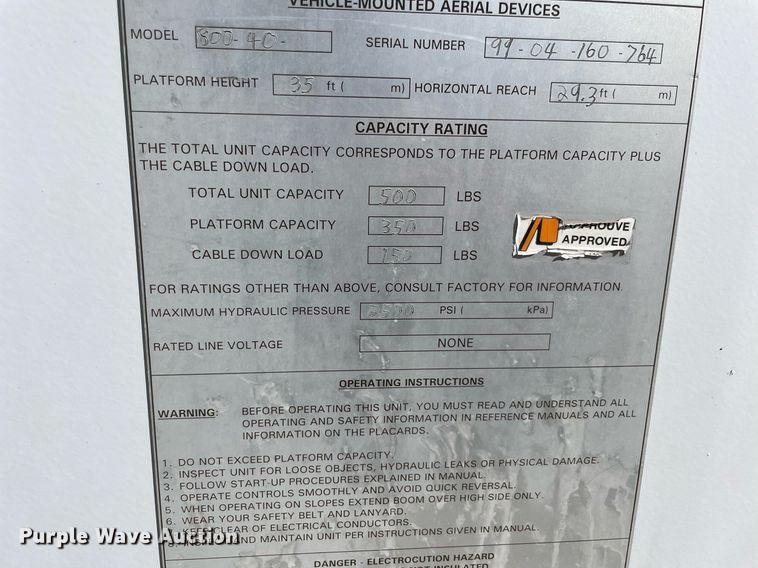 VEHICLE-MOUNTED AERIAL DEVICES
MODEL 800-40- SERIAL NUMBER 99-04-160-764
PLATFORM HEIGHT 35 ft ( m) HORIZONTAL REACH 29.3 ft ( m)
CAPACITY RATING
THE TOTAL UNIT CAPACITY CORRESPONDS TO THE PLATFORM CAPACITY PLUS
THE CABLE DOWN LOAD.
TOTAL UNIT CAPACITY 500 LBS
PLATFORM CAPACITY 350 LBS
CABLE DOWN LOAD 150 LBS
APPROUVE
APPROVED
FOR RATINGS OTHER THAN ABOVE, CONSULT FACTORY FOR INFORMATION.
MAXIMUM HYDRAULIC PRESSURE 2500 PSI ( kPa)
RATED LINE VOLTAGE NONE
OPERATING INSTRUCTIONS
WARNING: BEFORE OPERATING THIS UNIT, YOU MUST READ AND UNDERSTAND ALL
OPERATING AND SAFETY INFORMATION IN REFERENCE MANUALS AND ALL
INFORMATION ON THE PLACARDS.
1. DO NOT EXCEED PLATFORM CAPACITY.
2. INSPECT UNIT FOR LOOSE OBJECTS, HYDRAULIC LEAKS OR PHYSICAL DAMAGE.
3. FOLLOW START-UP PROCEDURES EXPLAINED IN MANUAL.
4. OPERATE CONTROLS SMOOTHLY AND AVOID QUICK REVERSAL.
5. WHEN OPERATING ON SLOPES EXTEND BOOM OVER HIGH SIDE ONLY.
6. WEAR YOUR SAFETY BELT AND LANYARD.
7. KEEP CLEAR OF ELECTRICAL CONDUCTORS.
8. AND MAINTAIN UNIT PER INSTRUCTIONS GIVEN IN MANUAL.
Purple Wave Auction
DANGER - ELECTROCUTION HAZARD
NOT INSULATED